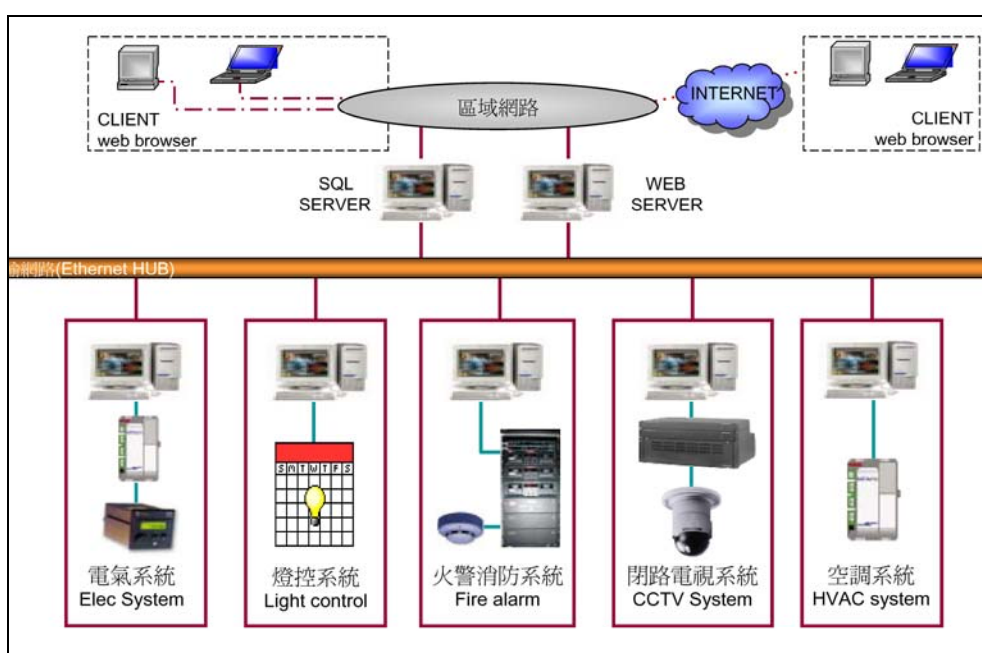 區域網路
INTERNET
CLIENT
web browser
CLIENT
web browser
SQL
SERVER
WEB
SERVER
網路(Ethernet HUB)
S M T W T F S
電氣系統
Elec System
燈控系統
Light control
火警消防系統
Fire alarm
閉路電視系統
CCTV System
空調系統
HVAC system